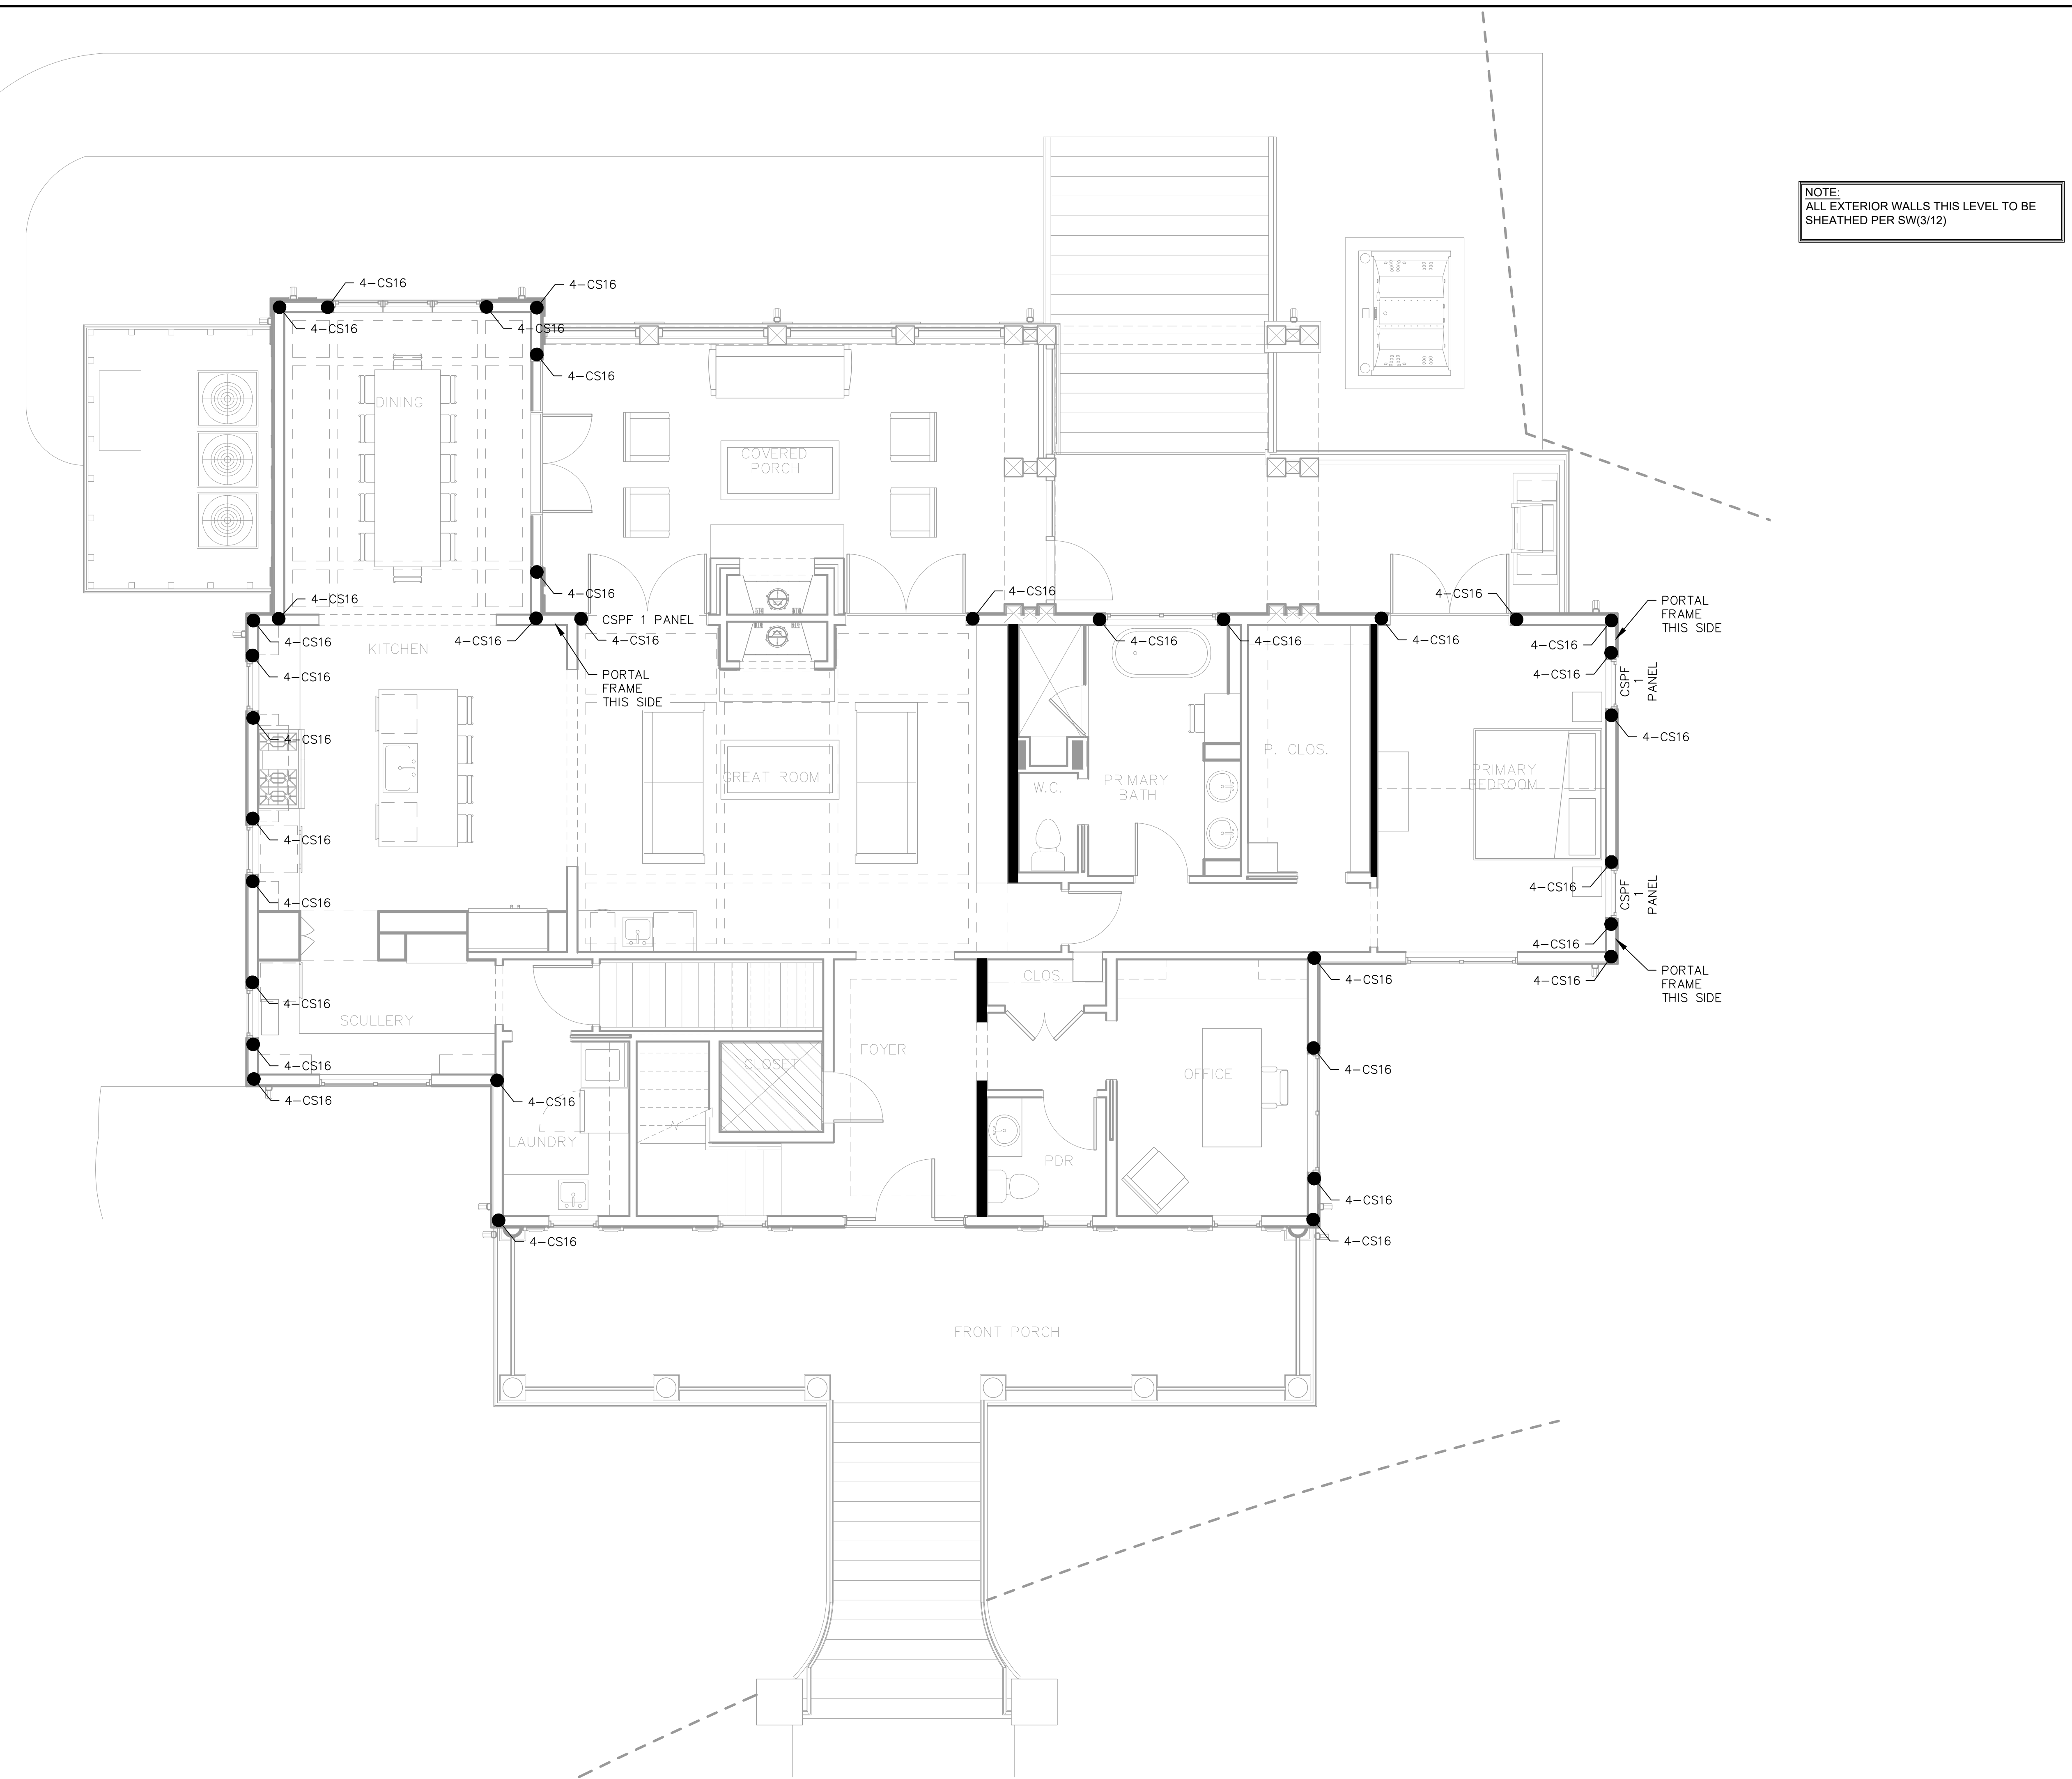 NOTE:
ALL EXTERIOR WALLS THIS LEVEL TO BE
SHEATHED PER SW(3/12)
4-CS16
4-CS16
4-CS16
4-CS16
4-CS16
DINING
COVERED
PORCH
4-CS16
4-CS16
4-CS16
4-CS16
PORTAL
FRAME
THIS SIDE
CSPF 1 PANEL
4-CS16
4-CS16
4-CS16
4-CS16
4-CS16
4-CS16
4-CS16
KITCHEN
4-CS16
4-CS16
CSPF
1
PANEL
PORTAL
FRAME
THIS SIDE
4-CS16
4-CS16
P. CLOS.
GREAT ROOM
PRIMARY
BEDROOM
W.C.
PRIMARY
BATH
4-CS16
4-CS16
CSPF
1
PANEL
4-CS16
4-CS16
PORTAL
FRAME
THIS SIDE
CLOS.
4-CS16
4-CS16
4-CS16
SCULLERY
FOYER
CLOSET
OFFICE
4-CS16
4-CS16
4-CS16
4-CS16
LAUNDRY
PDR
4-CS16
4-CS16
4-CS16
FRONT PORCH